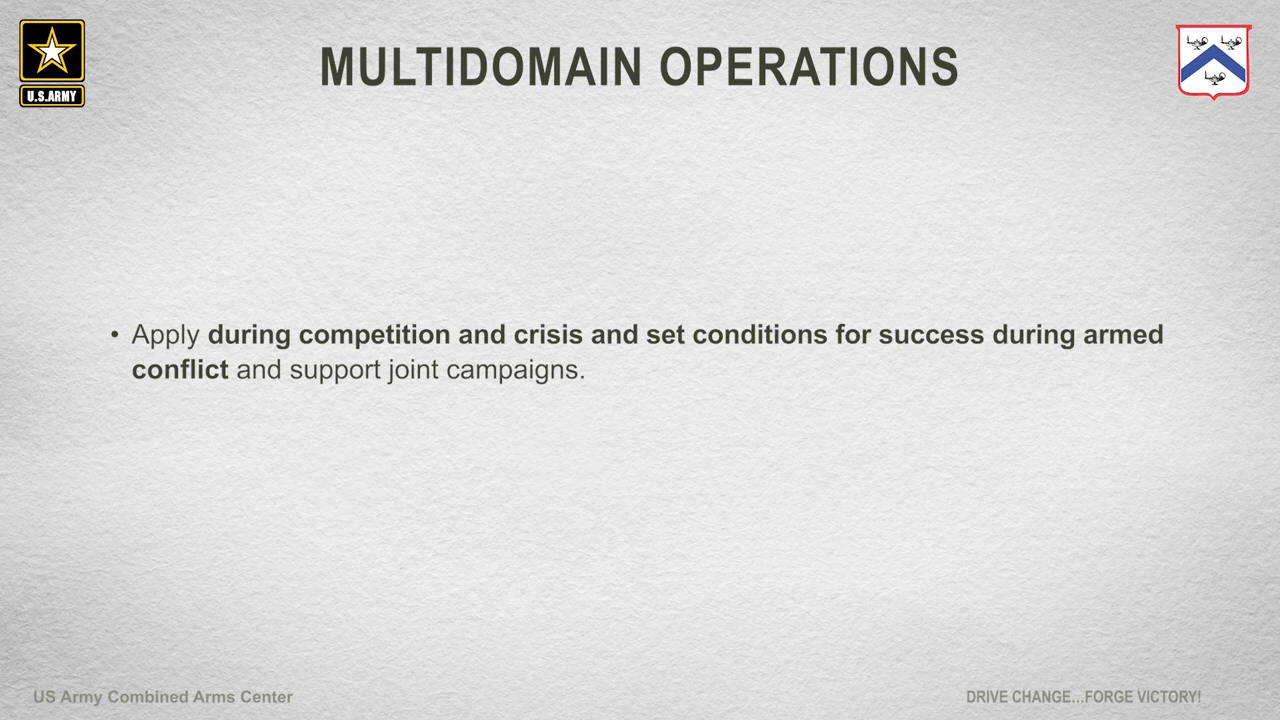 MULTIDOMAIN OPERATIONS
U.S.ARMY
• Apply during competition and crisis and set conditions for success during armed
conflict and support joint campaigns.
US Army Combined Arms Center
DRIVE CHANGE...FORGE VICTORY!